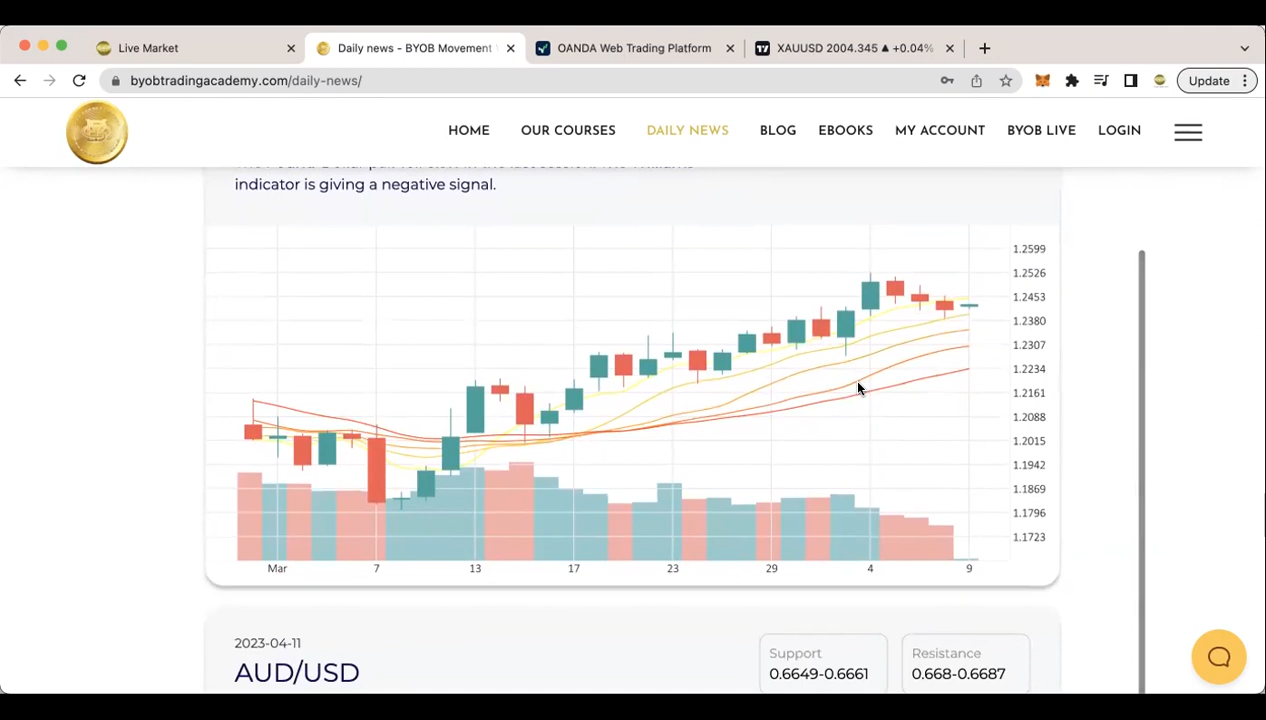 Live Market
Daily news - BYOB Movement
OANDA Web Trading Platform
XAUUSD 2004.345 ▲ +0.04%
byobtradingacademy.com/daily-news/
Update
HOME
OUR COURSES
DAILY NEWS
BLOG
EBOOKS
MY ACCOUNT
BYOB LIVE
LOGIN
indicator is giving a negative signal.
1.2599
1.2526
1.2453
1.2380
1.2307
1.2234
1.2161
1.2088
1.2015
1.1942
1.1869
1.1796
1.1723
Mar 7 13 17 23 29 4 9
2023-04-11
AUD/USD
Support
0.6649-0.6661
Resistance
0.668-0.6687